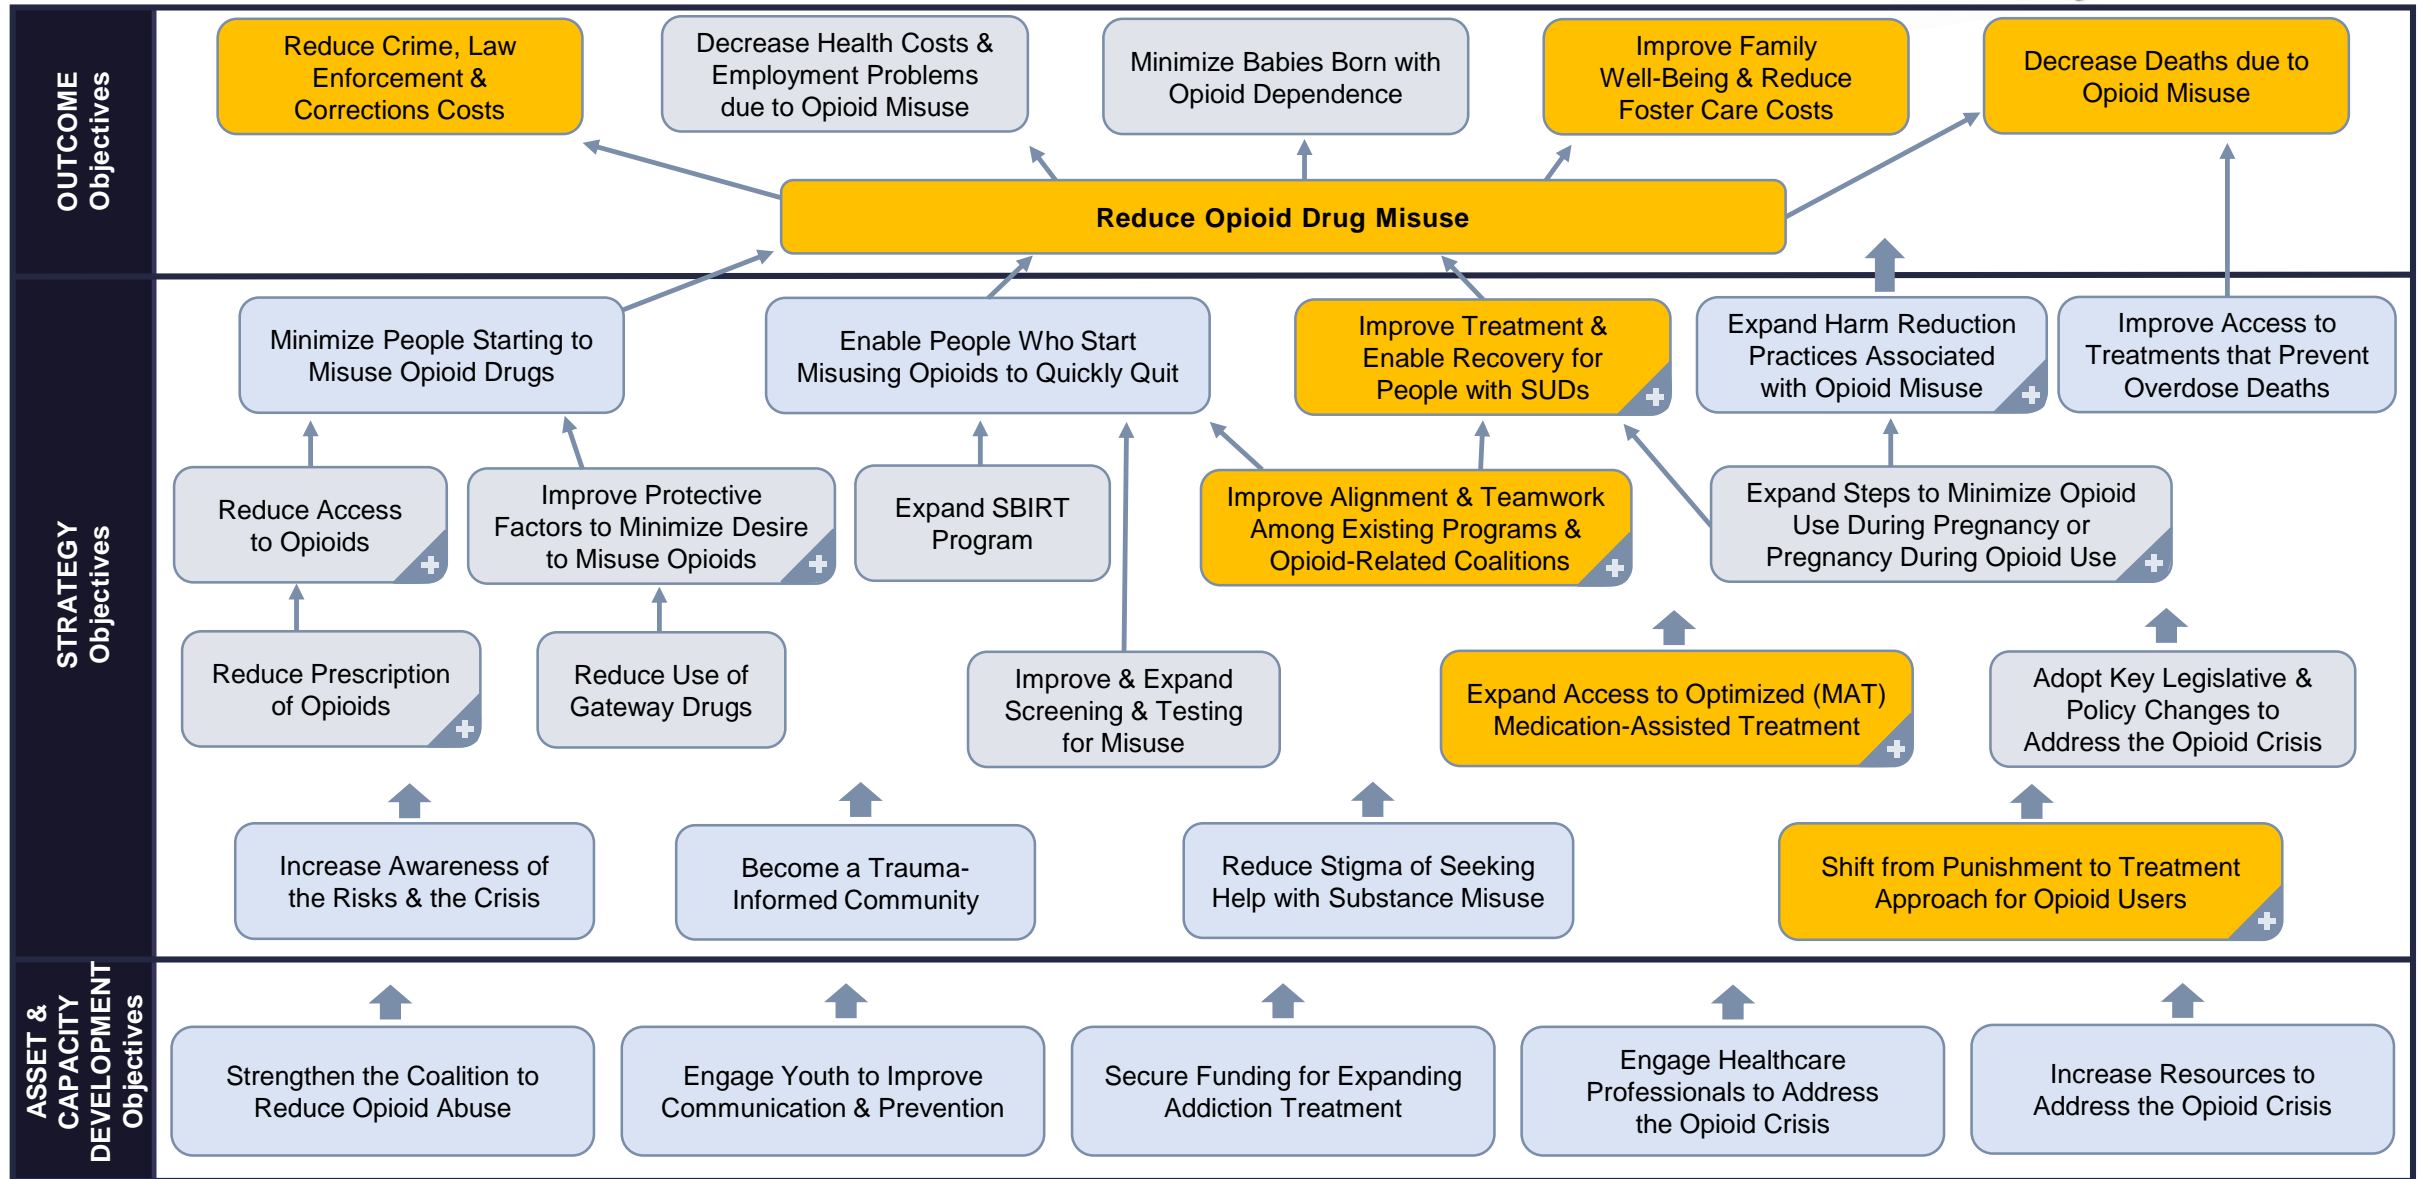 OUTCOME
Objectives
Reduce Crime, Law
Enforcement &
Corrections Costs
Decrease Health Costs &
Employment Problems
due to Opioid Misuse
Minimize Babies Born with
Opioid Dependence
Improve Family
Well-Being & Reduce
Foster Care Costs
Decrease Deaths due to
Opioid Misuse
Reduce Opioid Drug Misuse
STRATEGY
Objectives
Minimize People Starting to
Misuse Opioid Drugs
Enable People Who Start
Misusing Opioids to Quickly Quit
Improve Treatment &
Enable Recovery for
People with SUDs
Expand Harm Reduction
Practices Associated
with Opioid Misuse
Improve Access to
Treatments that Prevent
Overdose Deaths
Reduce Access
to Opioids
Improve Protective
Factors to Minimize Desire
to Misuse Opioids
Expand SBIRT
Program
Improve Alignment & Teamwork
Among Existing Programs &
Opioid-Related Coalitions
Expand Steps to Minimize Opioid
Use During Pregnancy or
Pregnancy During Opioid Use
Reduce Prescription
of Opioids
Reduce Use of
Gateway Drugs
Improve & Expand
Screening & Testing
for Misuse
Expand Access to Optimized (MAT)
Medication-Assisted Treatment
Adopt Key Legislative &
Policy Changes to
Address the Opioid Crisis
Increase Awareness of
the Risks & the Crisis
Become a Trauma-
Informed Community
Reduce Stigma of Seeking
Help with Substance Misuse
Shift from Punishment to Treatment
Approach for Opioid Users
ASSET &
CAPACITY
DEVELOPMENT
Objectives
Strengthen the Coalition to
Reduce Opioid Abuse
Engage Youth to Improve
Communication & Prevention
Secure Funding for Expanding
Addiction Treatment
Engage Healthcare
Professionals to Address
the Opioid Crisis
Increase Resources to
Address the Opioid Crisis